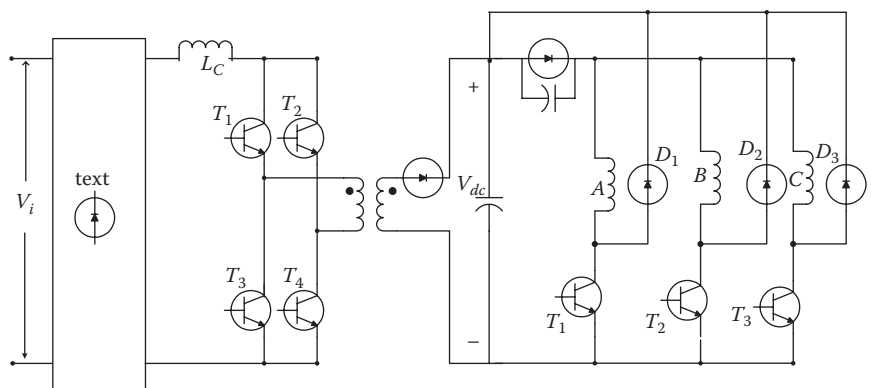 L_C
T_1
T_2
text
V_i
T_3
T_4
+
V_dc
−
A
D_1
B
D_2
C
D_3
T_1
T_2
T_3